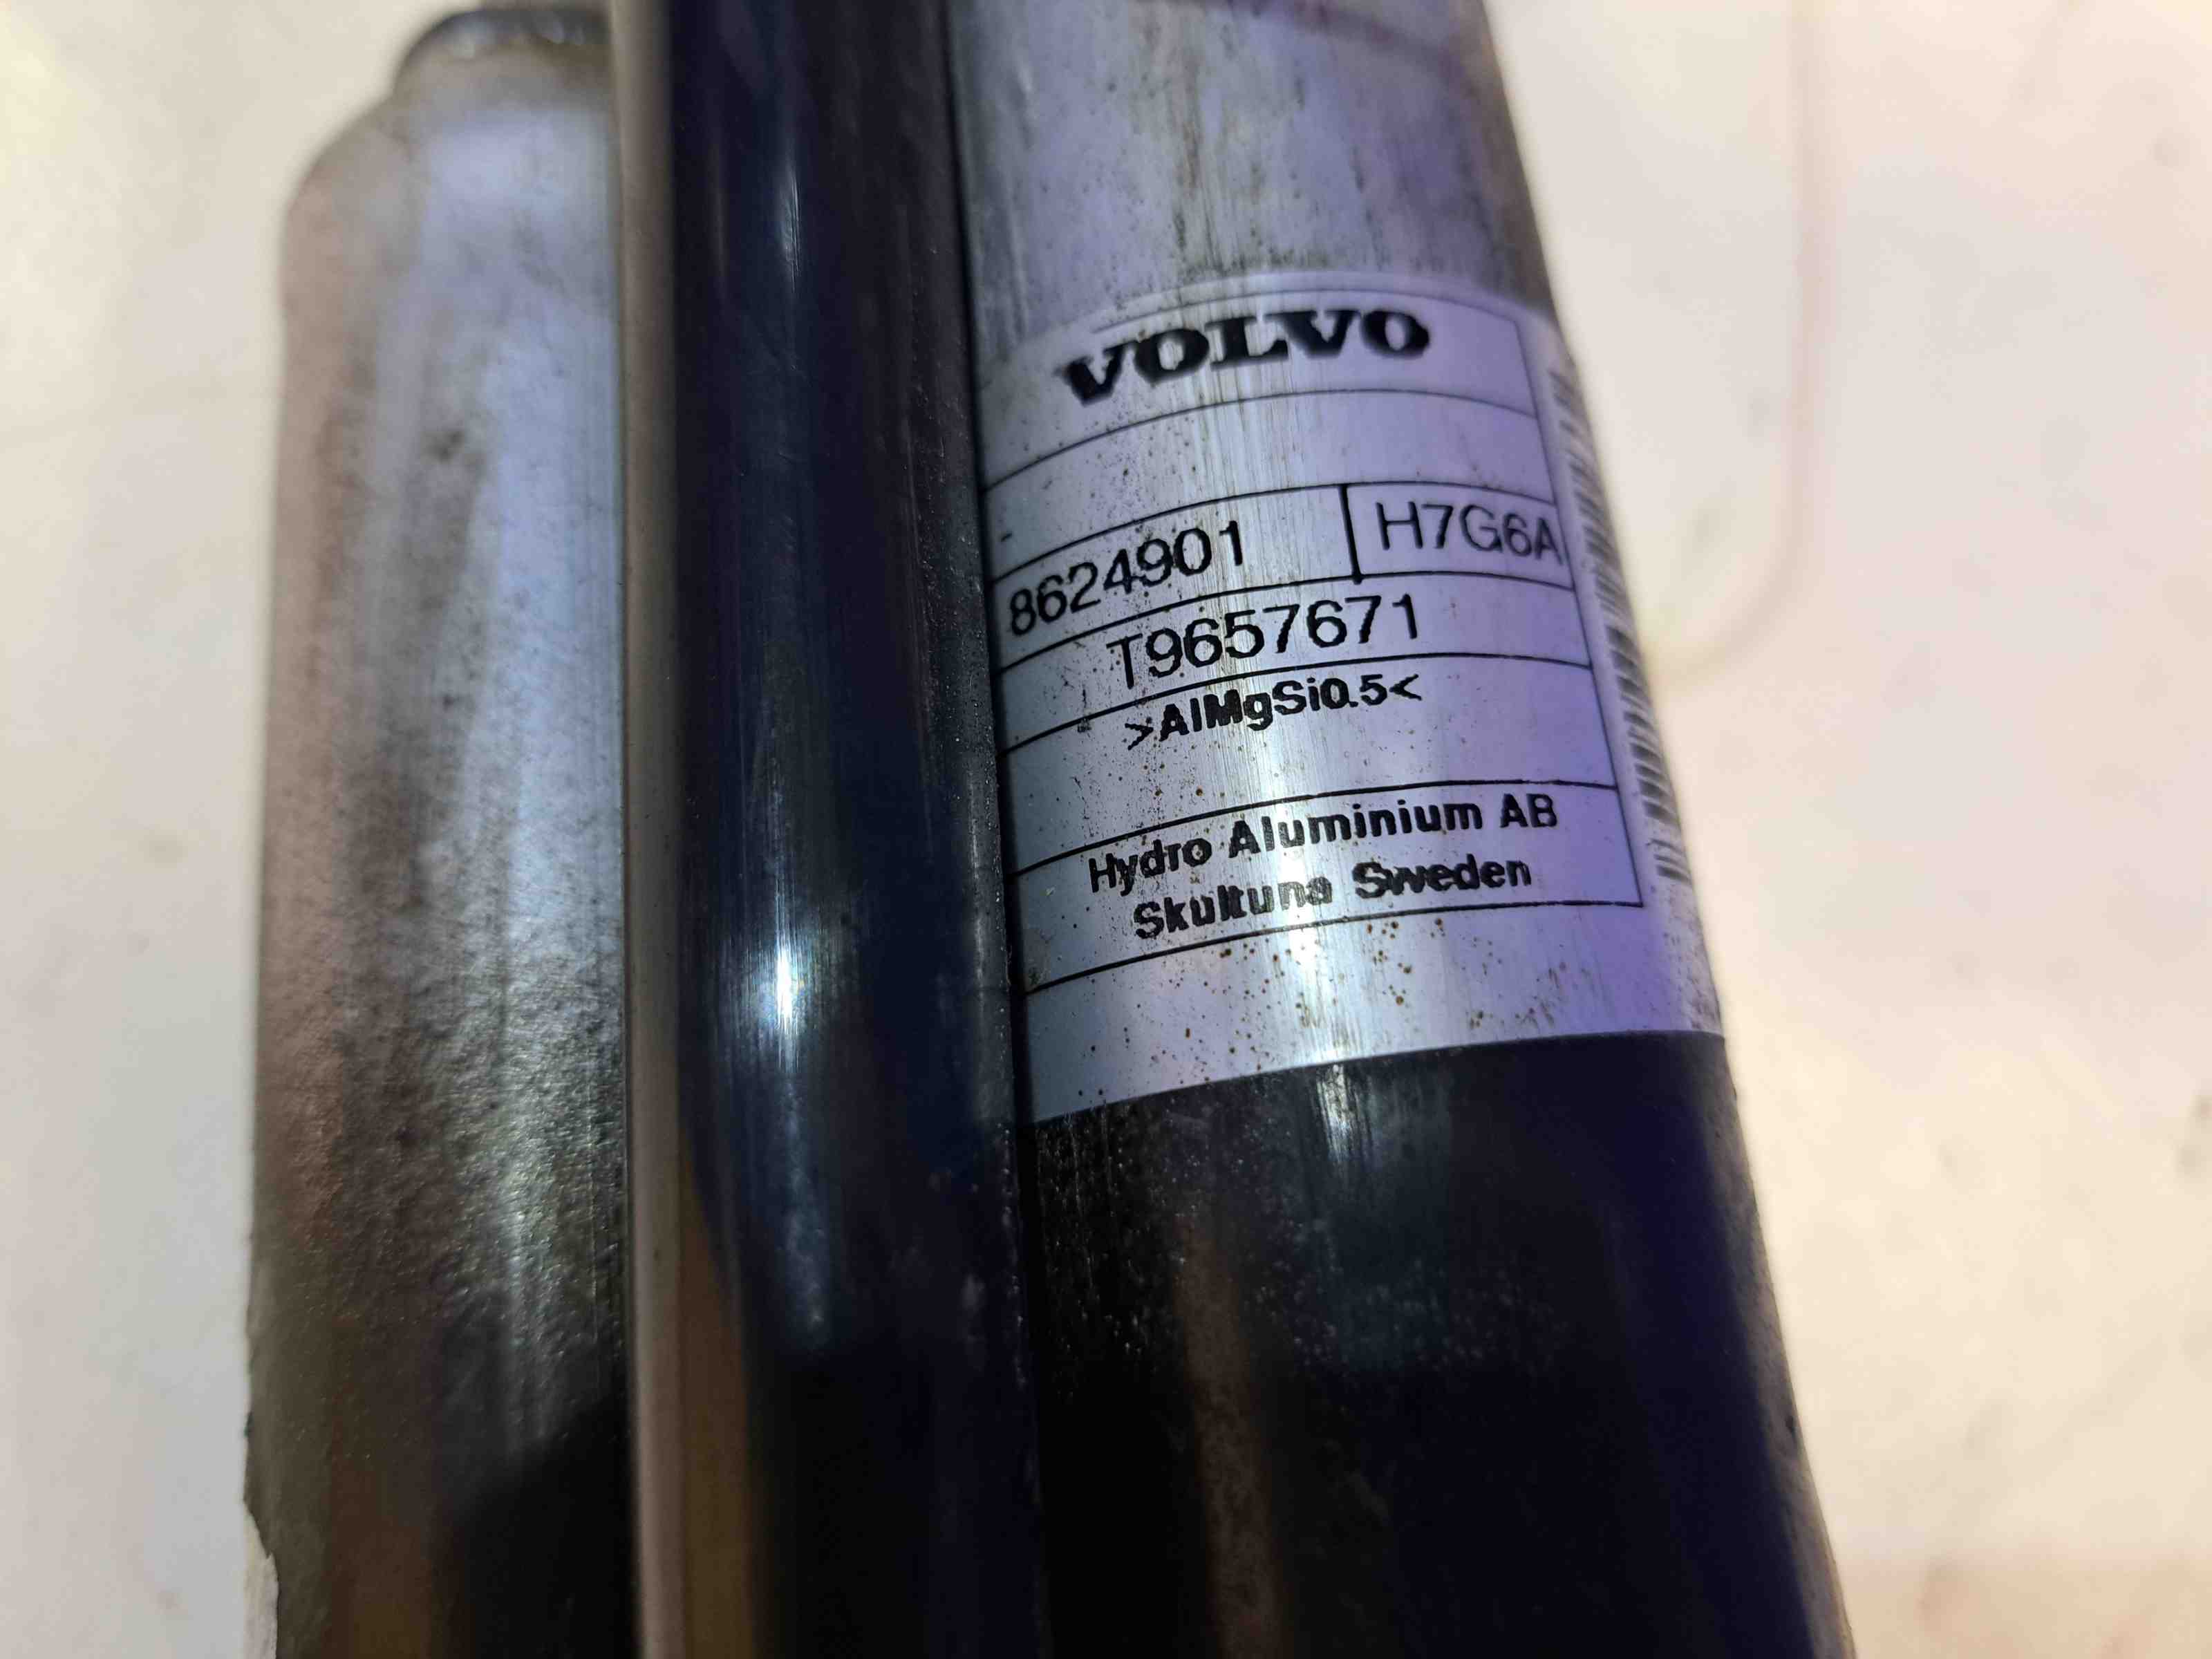 VOLVO
-
8624901 H7G6A
T9657671
>AlMgSi0.5<
Hydro Aluminium AB
Skultuna Sweden